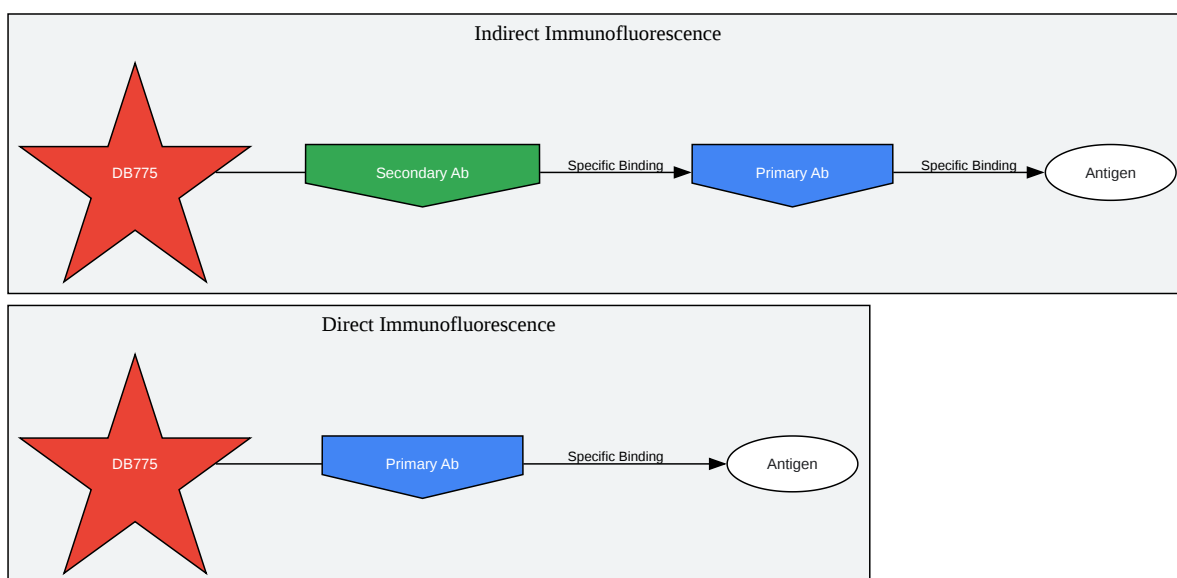 Indirect Immunofluorescence
DB775
Secondary Ab
Specific Binding
Primary Ab
Specific Binding
Antigen
Direct Immunofluorescence
DB775
Primary Ab
Specific Binding
Antigen